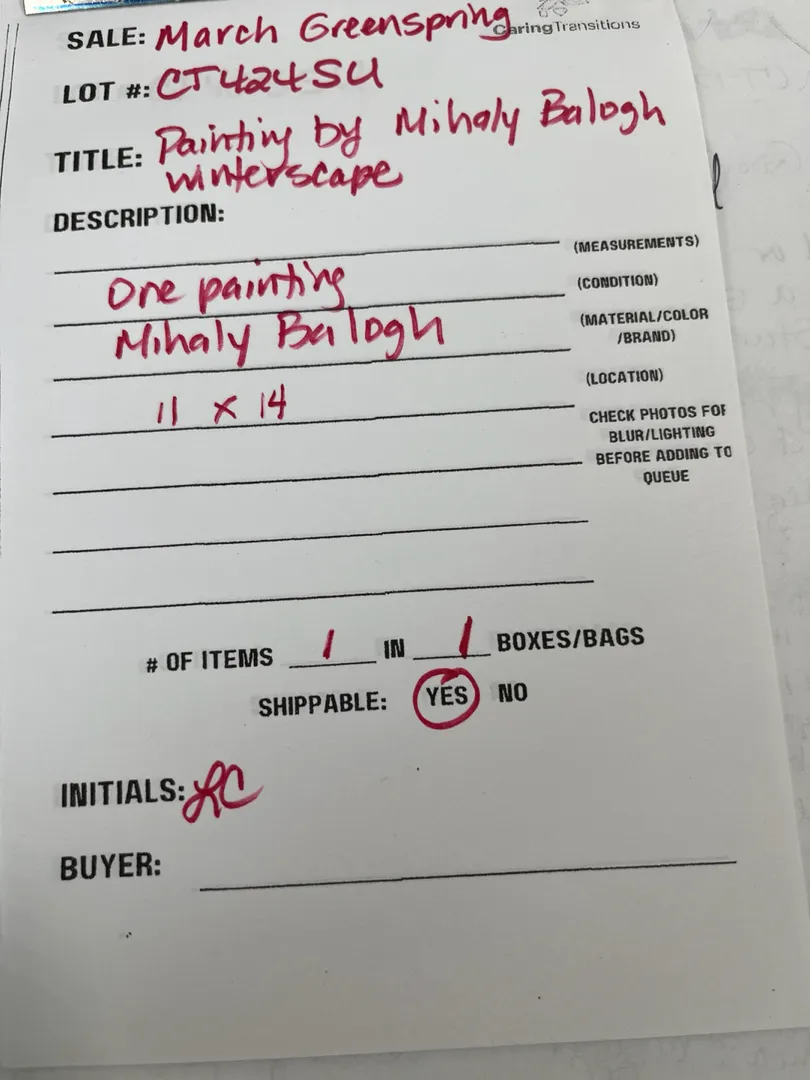 SALE: March Greenspring
CaringTransitions
LOT #: CT424SU
TITLE: Painting by Mihaly Balogh
winterscape
DESCRIPTION:
(MEASUREMENTS)
One painting
(CONDITION)
Mihaly Balogh
(MATERIAL/COLOR
/BRAND)
(LOCATION)
11 x 14
CHECK PHOTOS FOR
BLUR/LIGHTING
BEFORE ADDING TO
QUEUE
# OF ITEMS 1 IN 1 BOXES/BAGS
SHIPPABLE: YES NO
INITIALS: LC
BUYER: